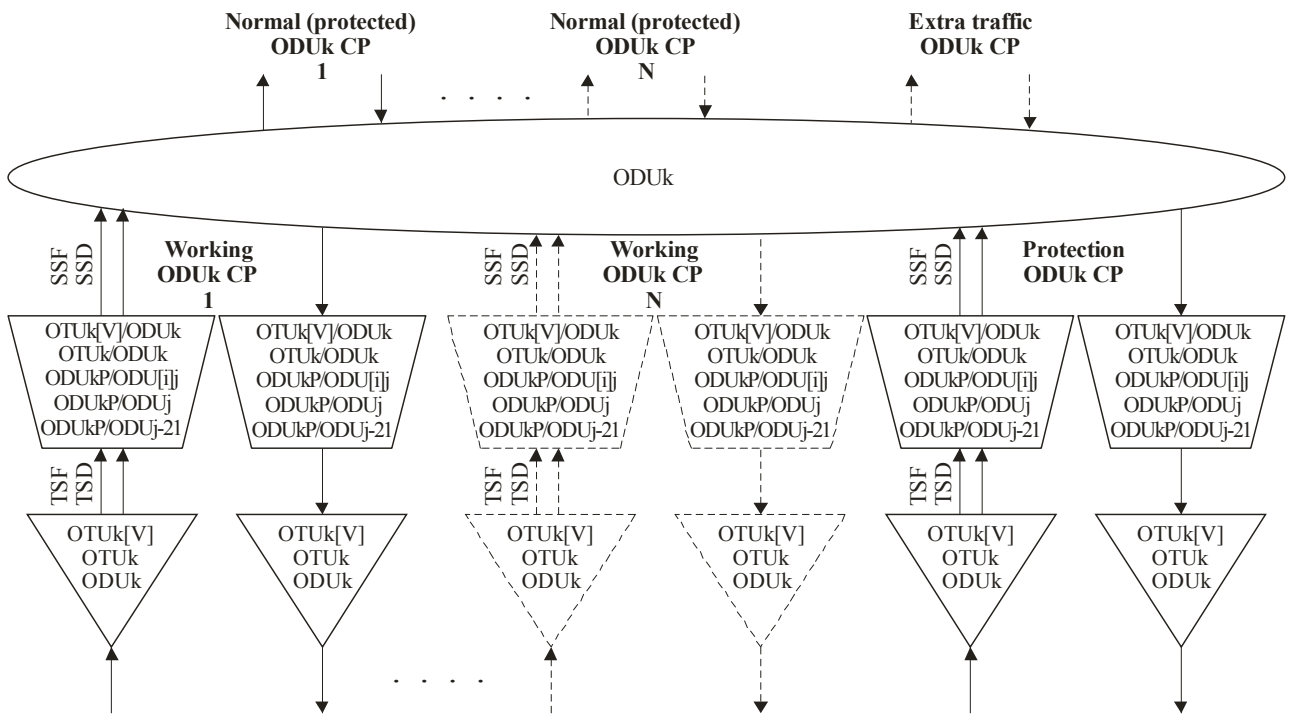 Normal (protected)
ODUk CP
1
Normal (protected)
ODUk CP
N
Extra traffic
ODUk CP
. . . .
ODUk
SSF
SSD
Working
ODUk CP
1
SSF
SSD
Working
ODUk CP
N
SSF
SSD
Protection
ODUk CP
OTUk[V]/ODUk
OTUk/ODUk
ODUkP/ODU[i]j
ODUkP/ODUj
ODUkP/ODUj-21
OTUk[V]/ODUk
OTUk/ODUk
ODUkP/ODU[i]j
ODUkP/ODUj
ODUkP/ODUj-21
OTUk[V]/ODUk
OTUk/ODUk
ODUkP/ODU[i]j
ODUkP/ODUj
ODUkP/ODUj-21
OTUk[V]/ODUk
OTUk/ODUk
ODUkP/ODU[i]j
ODUkP/ODUj
ODUkP/ODUj-21
OTUk[V]/ODUk
OTUk/ODUk
ODUkP/ODU[i]j
ODUkP/ODUj
ODUkP/ODUj-21
OTUk[V]/ODUk
OTUk/ODUk
ODUkP/ODU[i]j
ODUkP/ODUj
ODUkP/ODUj-21
TSF
TSD
TSF
TSD
TSF
TSD
OTUk[V]
OTUk
ODUk
OTUk[V]
OTUk
ODUk
OTUk[V]
OTUk
ODUk
OTUk[V]
OTUk
ODUk
OTUk[V]
OTUk
ODUk
OTUk[V]
OTUk
ODUk
. . . .